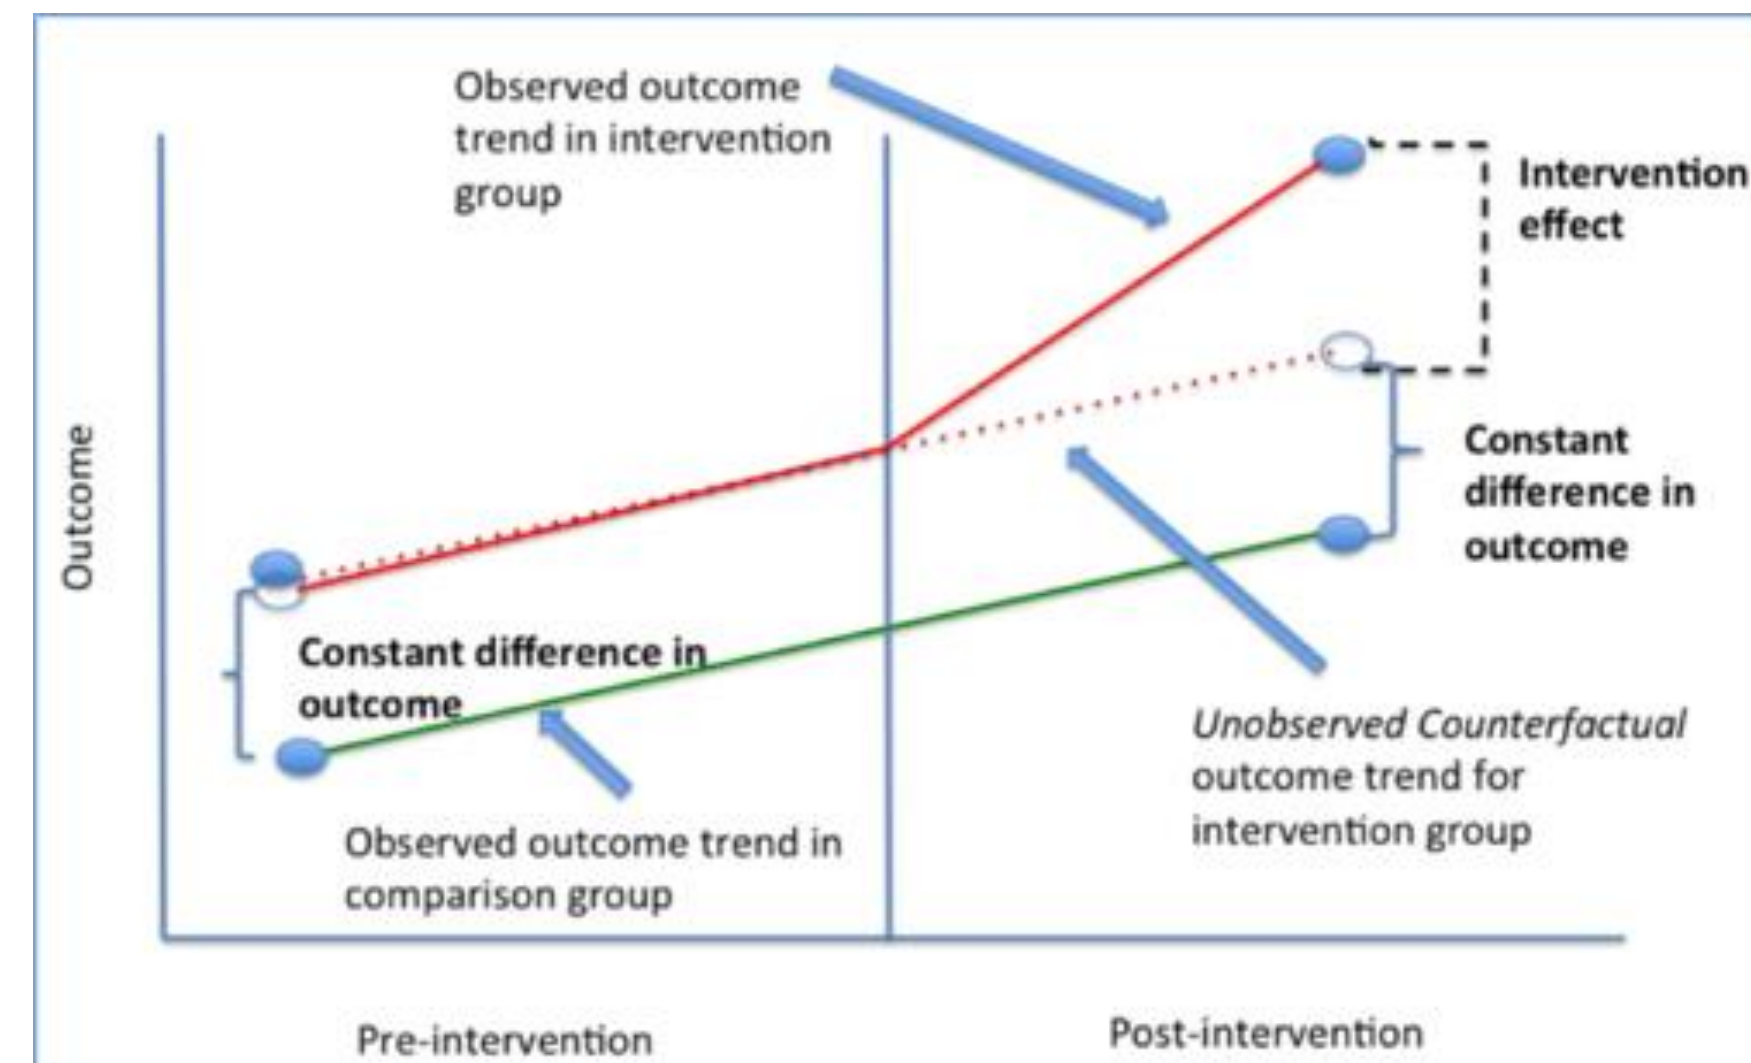 Observed outcome
trend in intervention
group
Intervention
effect
Outcome
Constant
difference in
outcome
Constant difference in
outcome
Unobserved Counterfactual
outcome trend for
intervention group
Observed outcome trend in
comparison group
Pre-intervention
Post-intervention